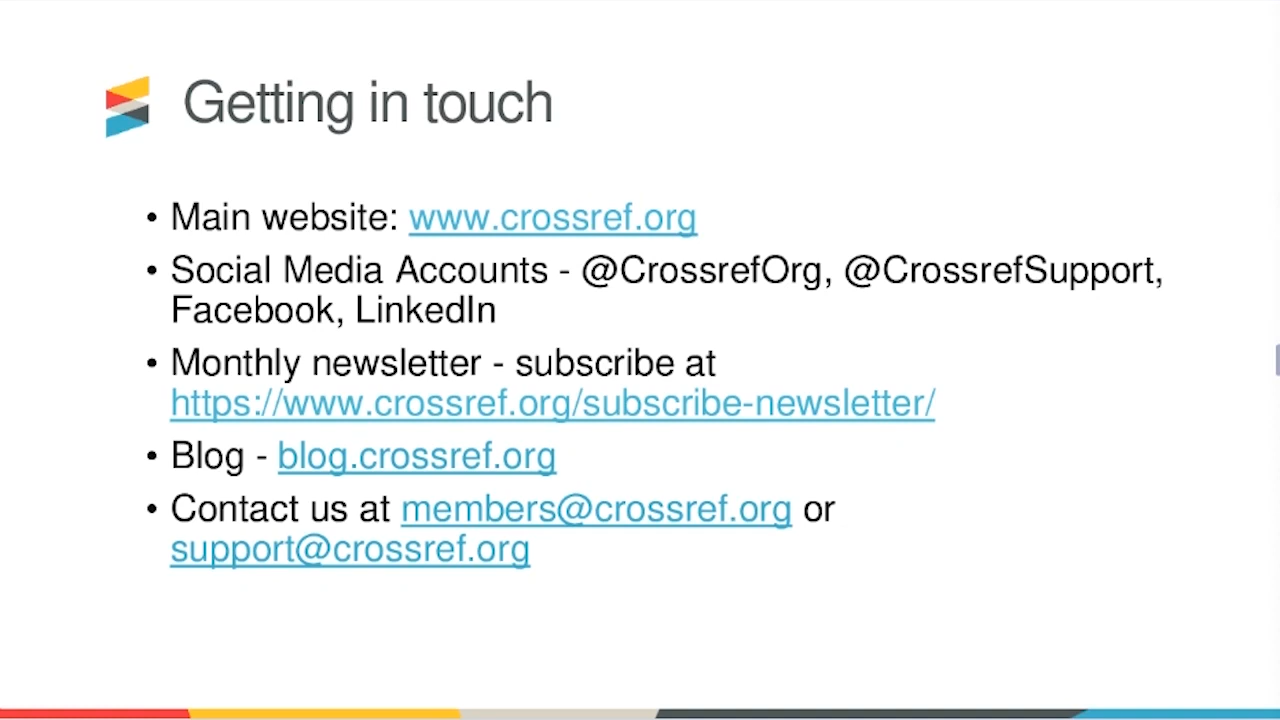 Getting in touch
• Main website: www.crossref.org
• Social Media Accounts - @CrossrefOrg, @CrossrefSupport,
Facebook, LinkedIn
• Monthly newsletter - subscribe at
https://www.crossref.org/subscribe-newsletter/
• Blog - blog.crossref.org
• Contact us at members@crossref.org or
support@crossref.org